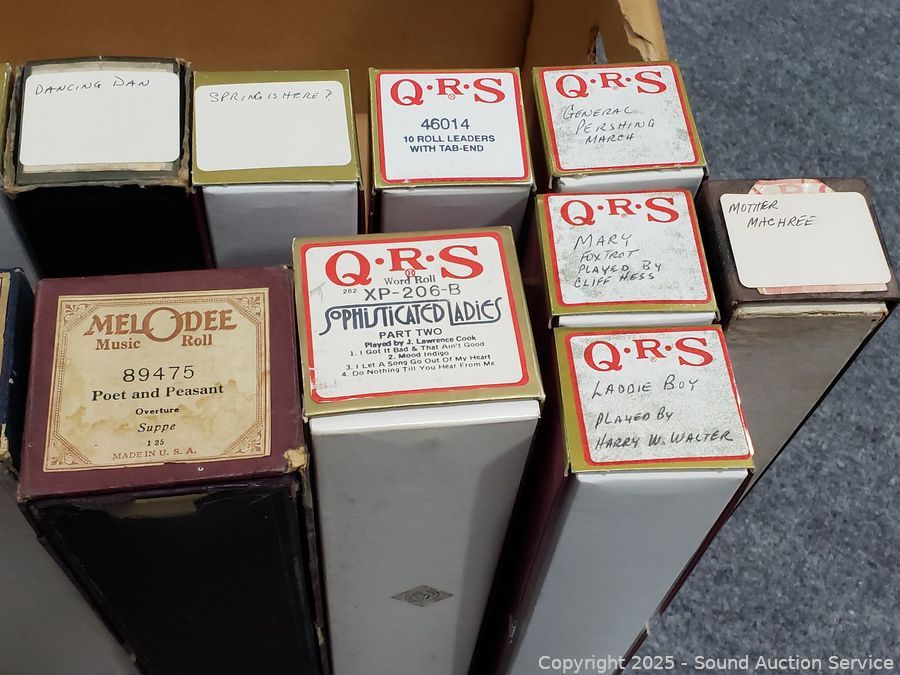 DANCING DAN
SPRING IS HERE?
Q·R·S
46014
10 ROLL LEADERS
WITH TAB-END
Q·R·S
GENERAL
PERSHING
MARCH
Q·R·S
MARY
FOXTROT
PLAYED BY
CLIFF HESS
MOTHER
MACHREE
MELODEE
Music Roll
89475
Poet and Peasant
Overture
Suppe
1 25
MADE IN U. S. A.
Q·R·S
Word Roll
282 XP-206-B
SOPHISTICATED LADIES
PART TWO
Played by J. Lawrence Cook
1. I Got It Bad & That Ain't Good
2. Mood Indigo
3. I Let A Song Go Out Of My Heart
4. Do Nothing Till You Hear From Me
Q·R·S
LADDIE BOY
PLAYED BY
HARRY W. WALTER
Copyright 2025 - Sound Auction Service